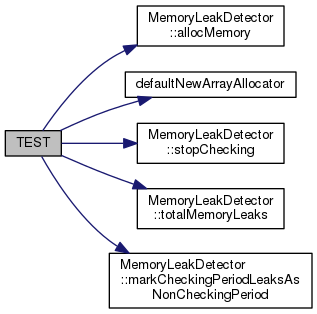 MemoryLeakDetector
::allocMemory
defaultNewArrayAllocator
TEST
MemoryLeakDetector
::stopChecking
MemoryLeakDetector
::totalMemoryLeaks
MemoryLeakDetector
::markCheckingPeriodLeaksAs
NonCheckingPeriod